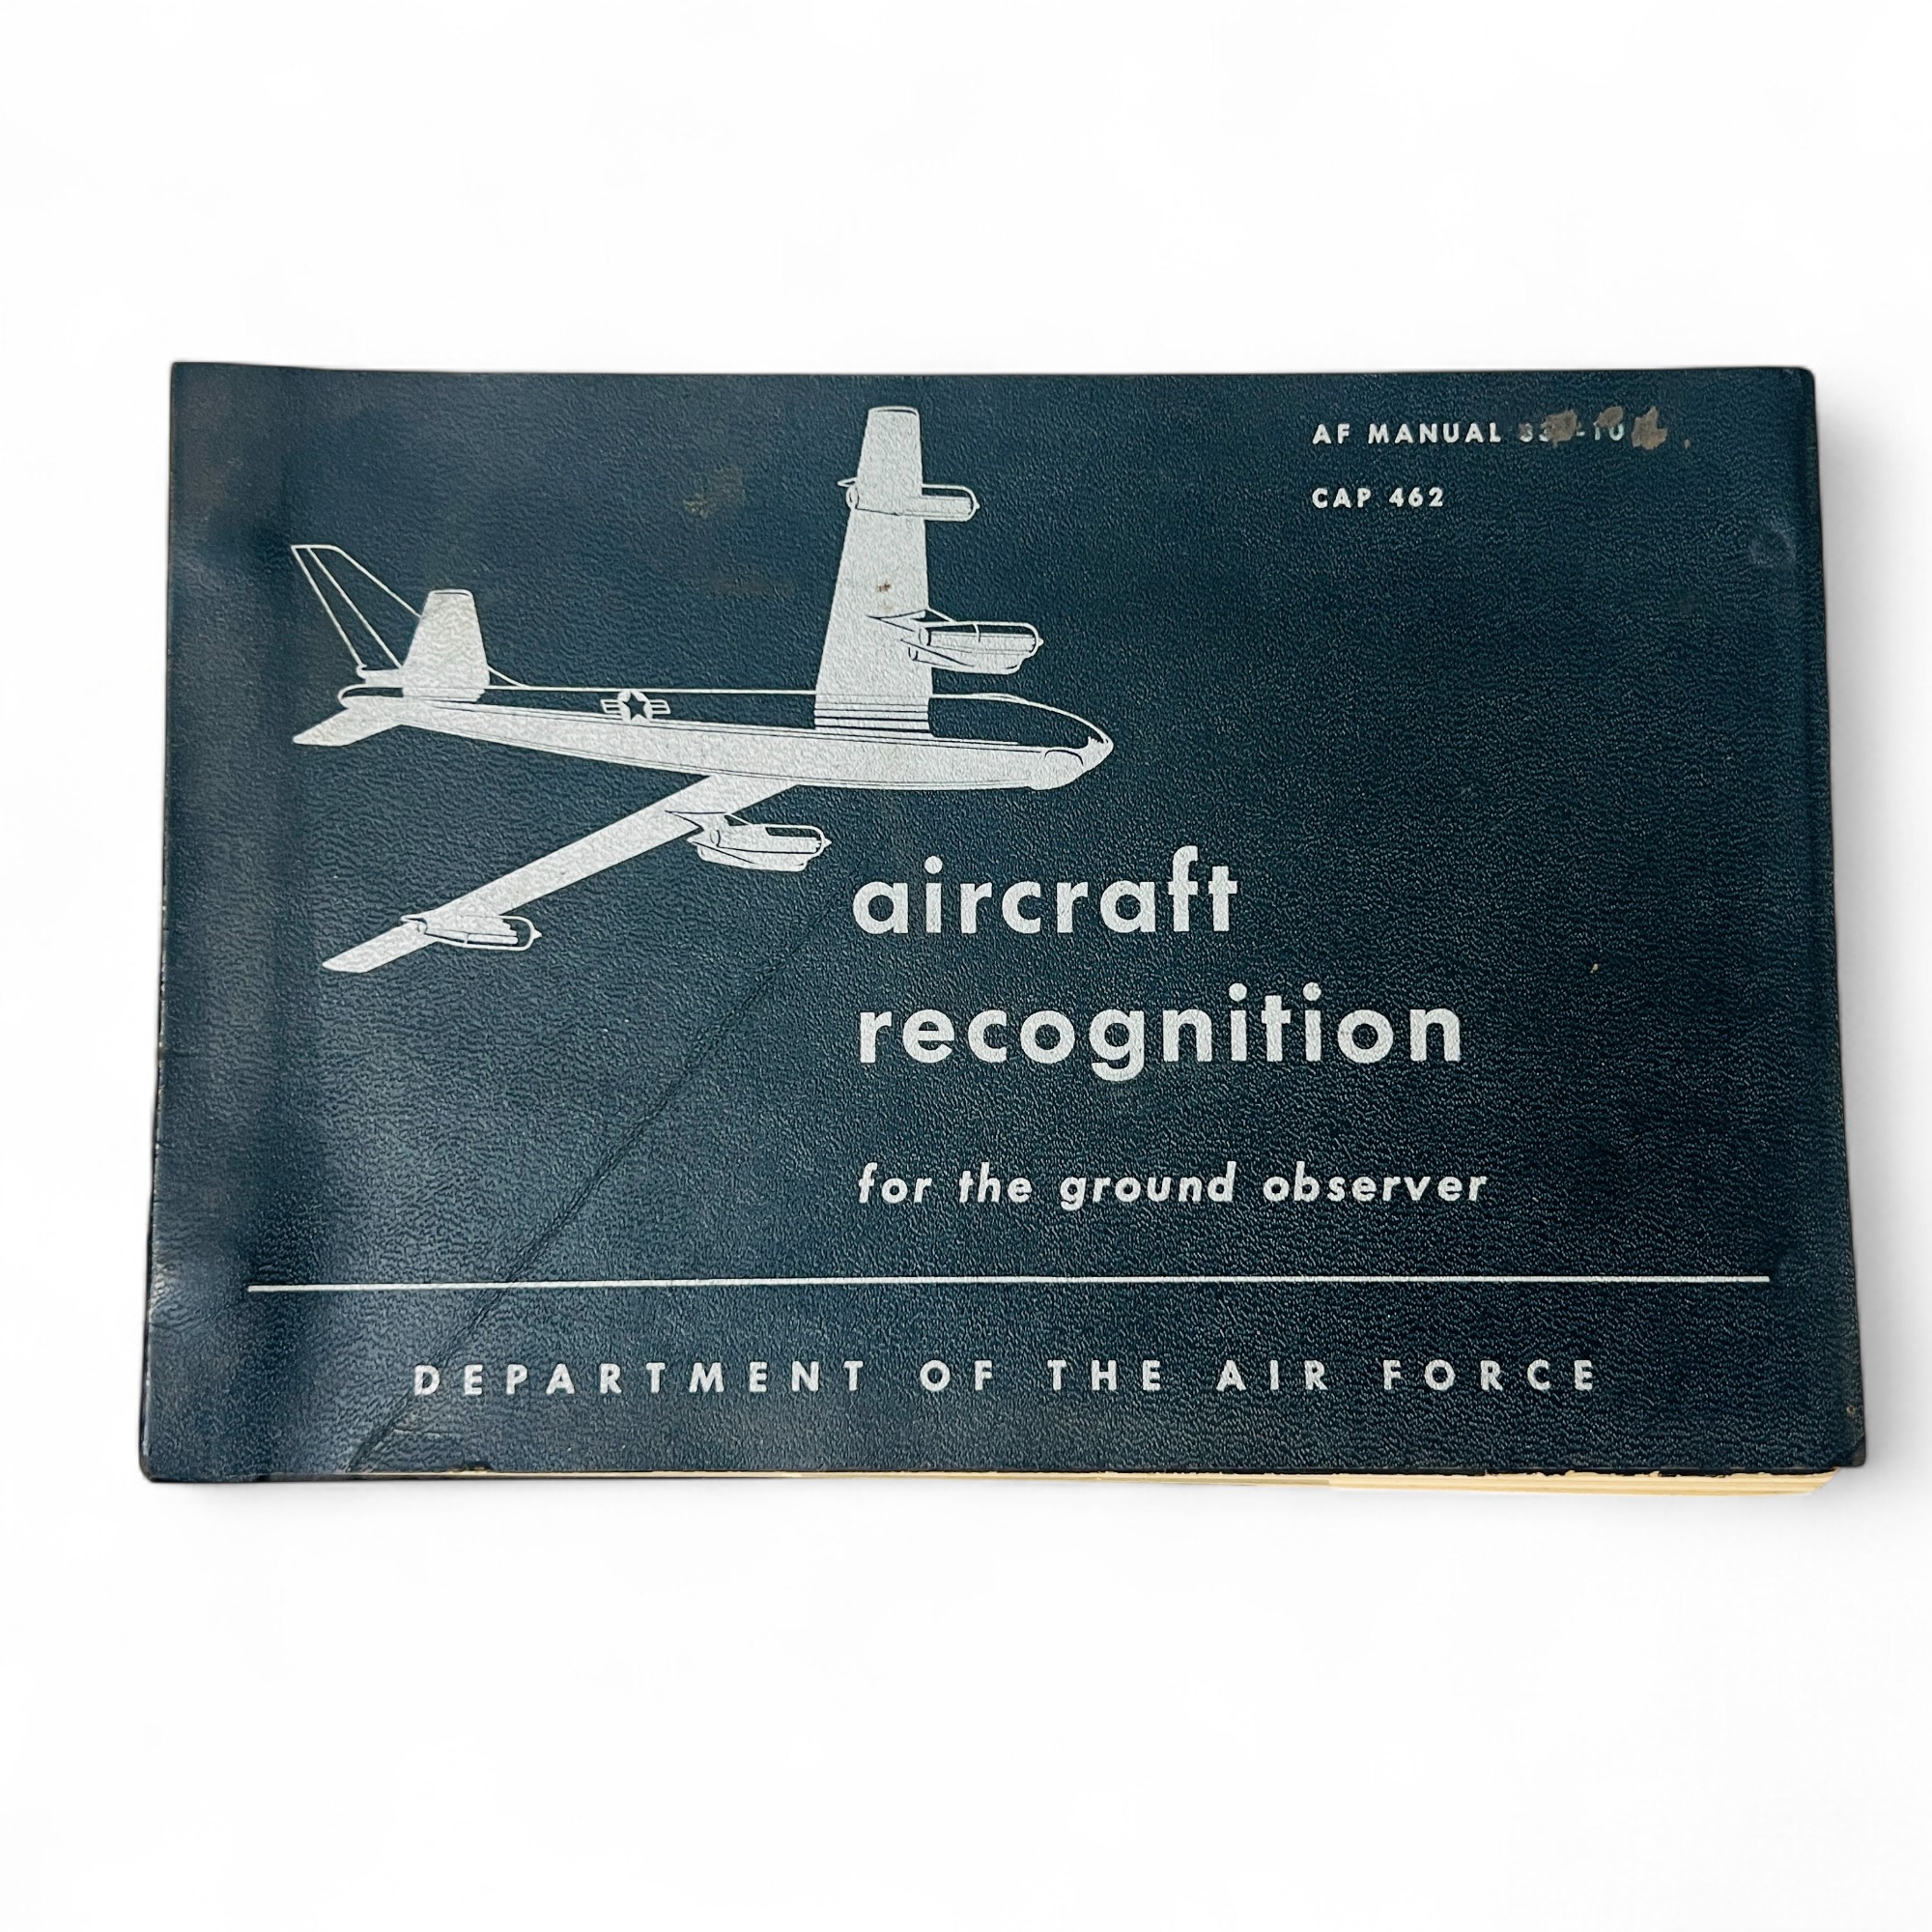 AF MANUAL
CAP 462
aircraft
recognition
for the ground observer
DEPARTMENT OF THE AIR FORCE